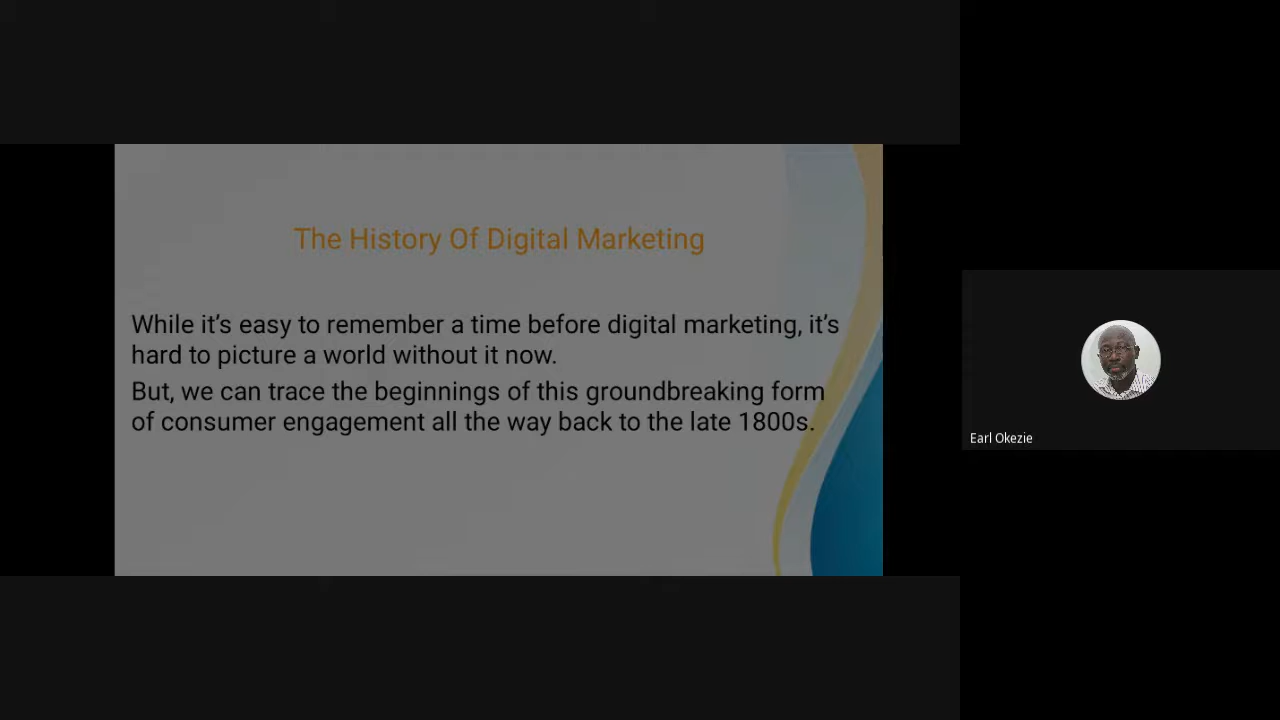 The History Of Digital Marketing
While it’s easy to remember a time before digital marketing, it’s
hard to picture a world without it now.
But, we can trace the beginnings of this groundbreaking form
of consumer engagement all the way back to the late 1800s.
Earl Okezie